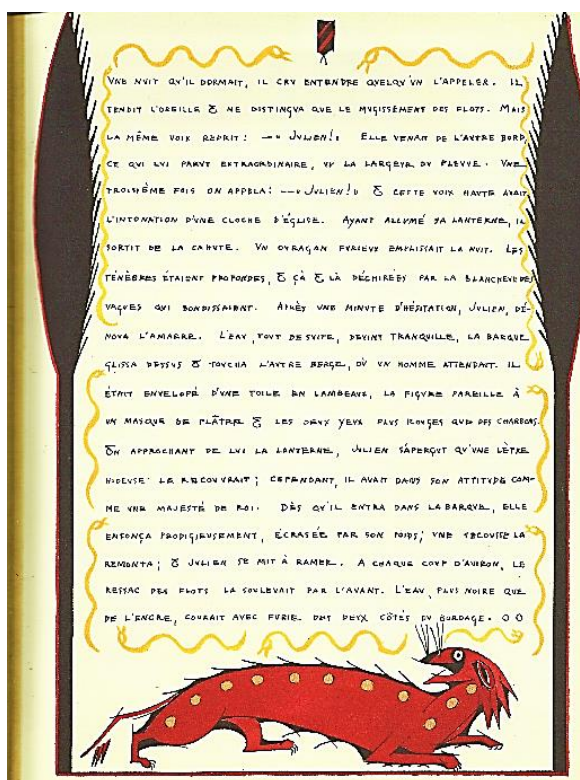 VNE NUIT QU'IL DORMAIT, IL CRU ENTENDRE QUELQU'VN L'APPELER. IL
TENDIT L'OREILLE & NE DISTINGVA QUE LE MVGISSEMENT DES FLOTS. MAIS
LA MÊME VOIX REPRIT : —« JULIEN! » ELLE VENAIT DE L'AVTRE BORD,
CE QUI LVI PARVT EXTRAORDINAIRE, VV LA LARGEVR DV FLEVVE. VNE
TROISIÈME FOIS ON APPELA : —« JULIEN! » & CETTE VOIX HAVTE AVAIT
L'INTONATION D'VNE CLOCHE D'ÉGLISE. AYANT ALLVMÉ SA LANTERNE, IL
SORTIT DE LA CAHVTE. VN OVRAGAN FVRIEVX EMPLISSAIT LA NVIT. LES
TÉNÈBRES ÉTAIENT PROFONDES, & ÇÀ & LÀ DÉCHIRÉES PAR LA BLANCHEVR DES
VAGVES QVI BONDISSAIENT. APRÈS VNE MINVTE D'HÉSITATION, JULIEN, DÉ-
NOVA L'AMARRE. L'EAV, TOVT DE SVITE, DEVINT TRANQVILLE, LA BARQVE
GLISSA DESSVS & TOVCHA L'AVTRE BERGE, OÙ VN HOMME ATTENDAIT. IL
ÉTAIT ENVELOPÉ D'VNE TOILE EN LAMBEAVX, LA FIGVRE PAREILLE À
VN MASQVE DE PLÂTRE & LES DEVX YEVX PLVS ROVGES QVE DES CHARBONS.
EN APPROCHANT DE LVI LA LANTERNE, JVLIEN S'APERÇVT QV'VNE LÈPRE
HIDEVSE LE RECOVVRAIT ; CEPENDANT, IL AVAIT DANS SON ATTITVDE COM-
ME VNE MAJESTÉ DE ROI. DÈS QV'IL ENTRA DANS LA BARQVE, ELLE
ENFONÇA PRODIGIEVSEMENT, ÉCRASÉE PAR SON POIDS ; VNE SECOVSSE LA
REMONTA ; & JVLIEN SE MIT À RAMER. A CHAQVE COVP D'AVIRON, LE
RESSAC DES FLOTS LA SOVLEVAIT PAR L'AVANT. L'EAV, PLVS NOIRE QVE
DE L'ENCRE, COVRAIT AVEC FVRIE DES DEVX CÔTÉS DV BORDAGE.